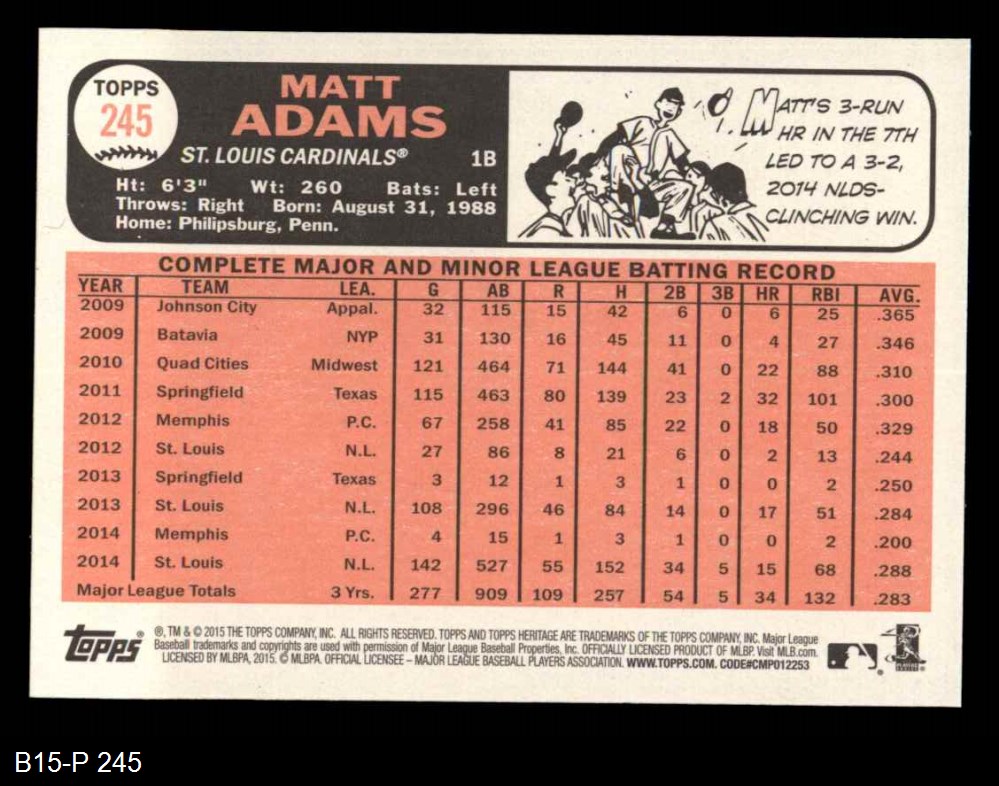 TOPPS
245
MATT
ADAMS
ST. LOUIS CARDINALS® 1B
Ht: 6'3" Wt: 260 Bats: Left
Throws: Right Born: August 31, 1988
Home: Philipsburg, Penn.
MATT'S 3-RUN
HR IN THE 7TH
LED TO A 3-2,
2014 NLDS-
CLINCHING WIN.
COMPLETE MAJOR AND MINOR LEAGUE BATTING RECORD
YEAR TEAM LEA. G AB R H 2B 3B HR RBI AVG.
2009 Johnson City Appal. 32 115 15 42 6 0 6 25 .365
2009 Batavia NYP 31 130 16 45 11 0 4 27 .346
2010 Quad Cities Midwest 121 464 71 144 41 0 22 88 .310
2011 Springfield Texas 115 463 80 139 23 2 32 101 .300
2012 Memphis P.C. 67 258 41 85 22 0 18 50 .329
2012 St. Louis N.L. 27 86 8 21 6 0 2 13 .244
2013 Springfield Texas 3 12 1 3 1 0 0 2 .250
2013 St. Louis N.L. 108 296 46 84 14 0 17 51 .284
2014 Memphis P.C. 4 15 1 3 1 0 0 2 .200
2014 St. Louis N.L. 142 527 55 152 34 5 15 68 .288
Major League Totals 3 Yrs. 277 909 109 257 54 5 34 132 .283
topps®
®, TM & © 2015 THE TOPPS COMPANY, INC. ALL RIGHTS RESERVED. TOPPS AND TOPPS HERITAGE ARE TRADEMARKS OF THE TOPPS COMPANY, INC. Major League
Baseball trademarks and copyrights are used with permission of Major League Baseball Properties, Inc. OFFICIALLY LICENSED PRODUCT OF MLBP. Visit MLB.com.
LICENSED BY MLBPA, 2015. © MLBPA. OFFICIAL LICENSEE – MAJOR LEAGUE BASEBALL PLAYERS ASSOCIATION. WWW.TOPPS.COM. CODE#CMP012253
B15-P 245